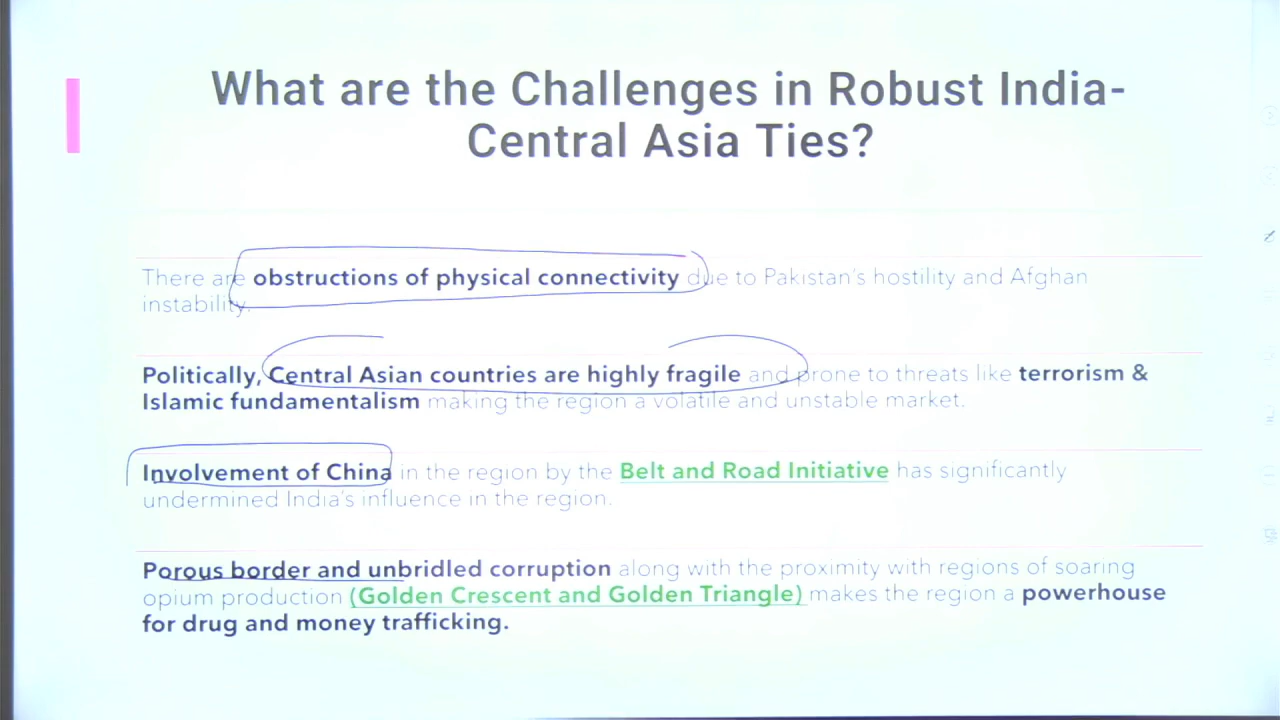 What are the Challenges in Robust India-
Central Asia Ties?
There are obstructions of physical connectivity due to Pakistan's hostility and Afghan
instability.
Politically, Central Asian countries are highly fragile and prone to threats like terrorism &
Islamic fundamentalism making the region a volatile and unstable market.
Involvement of China in the region by the Belt and Road Initiative has significantly
undermined India's influence in the region.
Porous border and unbridled corruption along with the proximity with regions of soaring
opium production (Golden Crescent and Golden Triangle) makes the region a powerhouse
for drug and money trafficking.